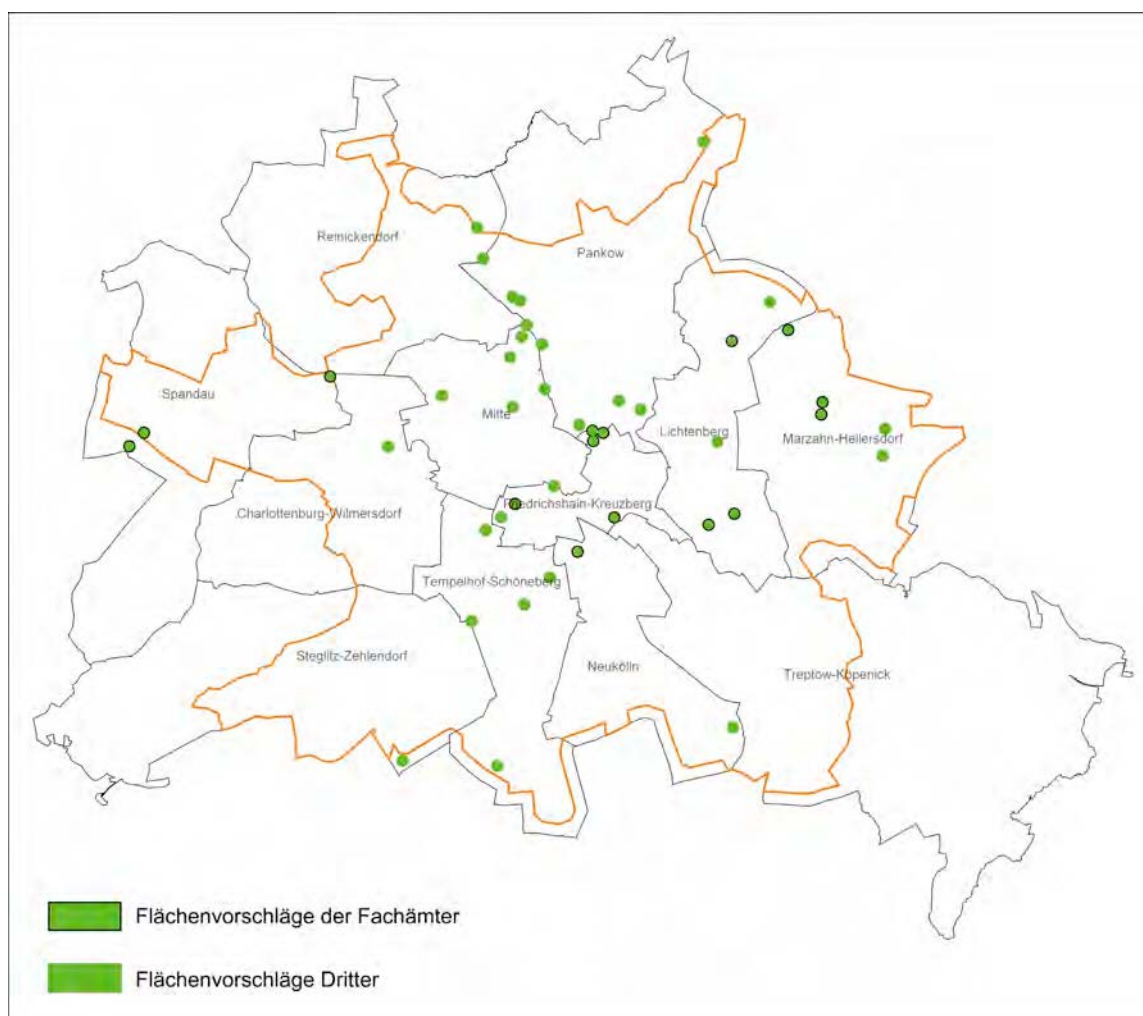 Reinickendorf
Pankow
Spandau
Mitte
Lichtenberg
Marzahn-Hellersdorf
Friedrichshain-Kreuzberg
Charlottenburg-Wilmersdorf
Tempelhof-Schöneberg
Steglitz-Zehlendorf
Neukölln
Treptow-Köpenick
Flächenvorschläge der Fachämter
Flächenvorschläge Dritter